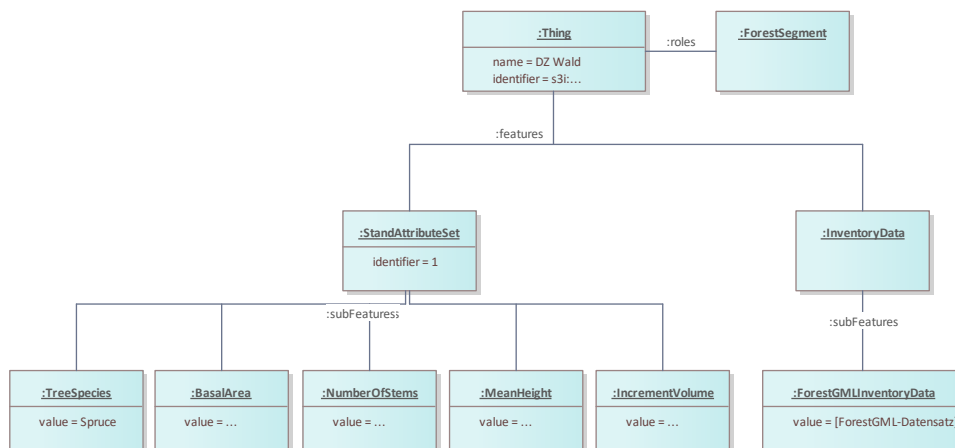 :Thing
name = DZ Wald
identifier = s3i:...
:roles
:ForestSegment
:features
:StandAttributeSet
identifier = 1
:InventoryData
:subFeatures
:subFeatures
:TreeSpecies
value = Spruce
:BasalArea
value = ...
:NumberOfStems
value = ...
:MeanHeight
value = ...
:IncrementVolume
value = ...
:ForestGMLInventoryData
value = [ForestGML-Datensatz]